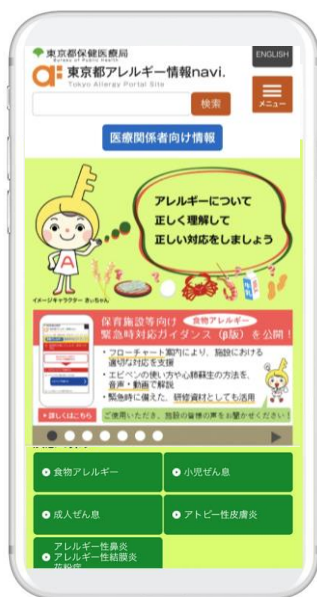 東京都保健医療局
Bureau of Public Health
ENGLISH
a:
東京都アレルギー情報navi.
Tokyo Allergy Portal Site
検索
メニュー
医療関係者向け情報
アレルギーについて
正しく理解して
正しい対応をしましょう
A
牛乳
イメージキャラクター きぃちゃん
保育施設等向け 食物アレルギー
緊急時対応ガイダンス(β版)を公開!
・フローチャート案内により、施設における
適切な対応を支援
・エピペンの使い方や心肺蘇生の方法を、
音声・動画で解説
・緊急時に備えた、研修資材としても活用
▶詳しくはこちら
ご使用いただき、施設の皆様の声をお聞かせください!
食物アレルギー
小児ぜん息
成人ぜん息
アトピー性皮膚炎
アレルギー性鼻炎
アレルギー性結膜炎
花粉症